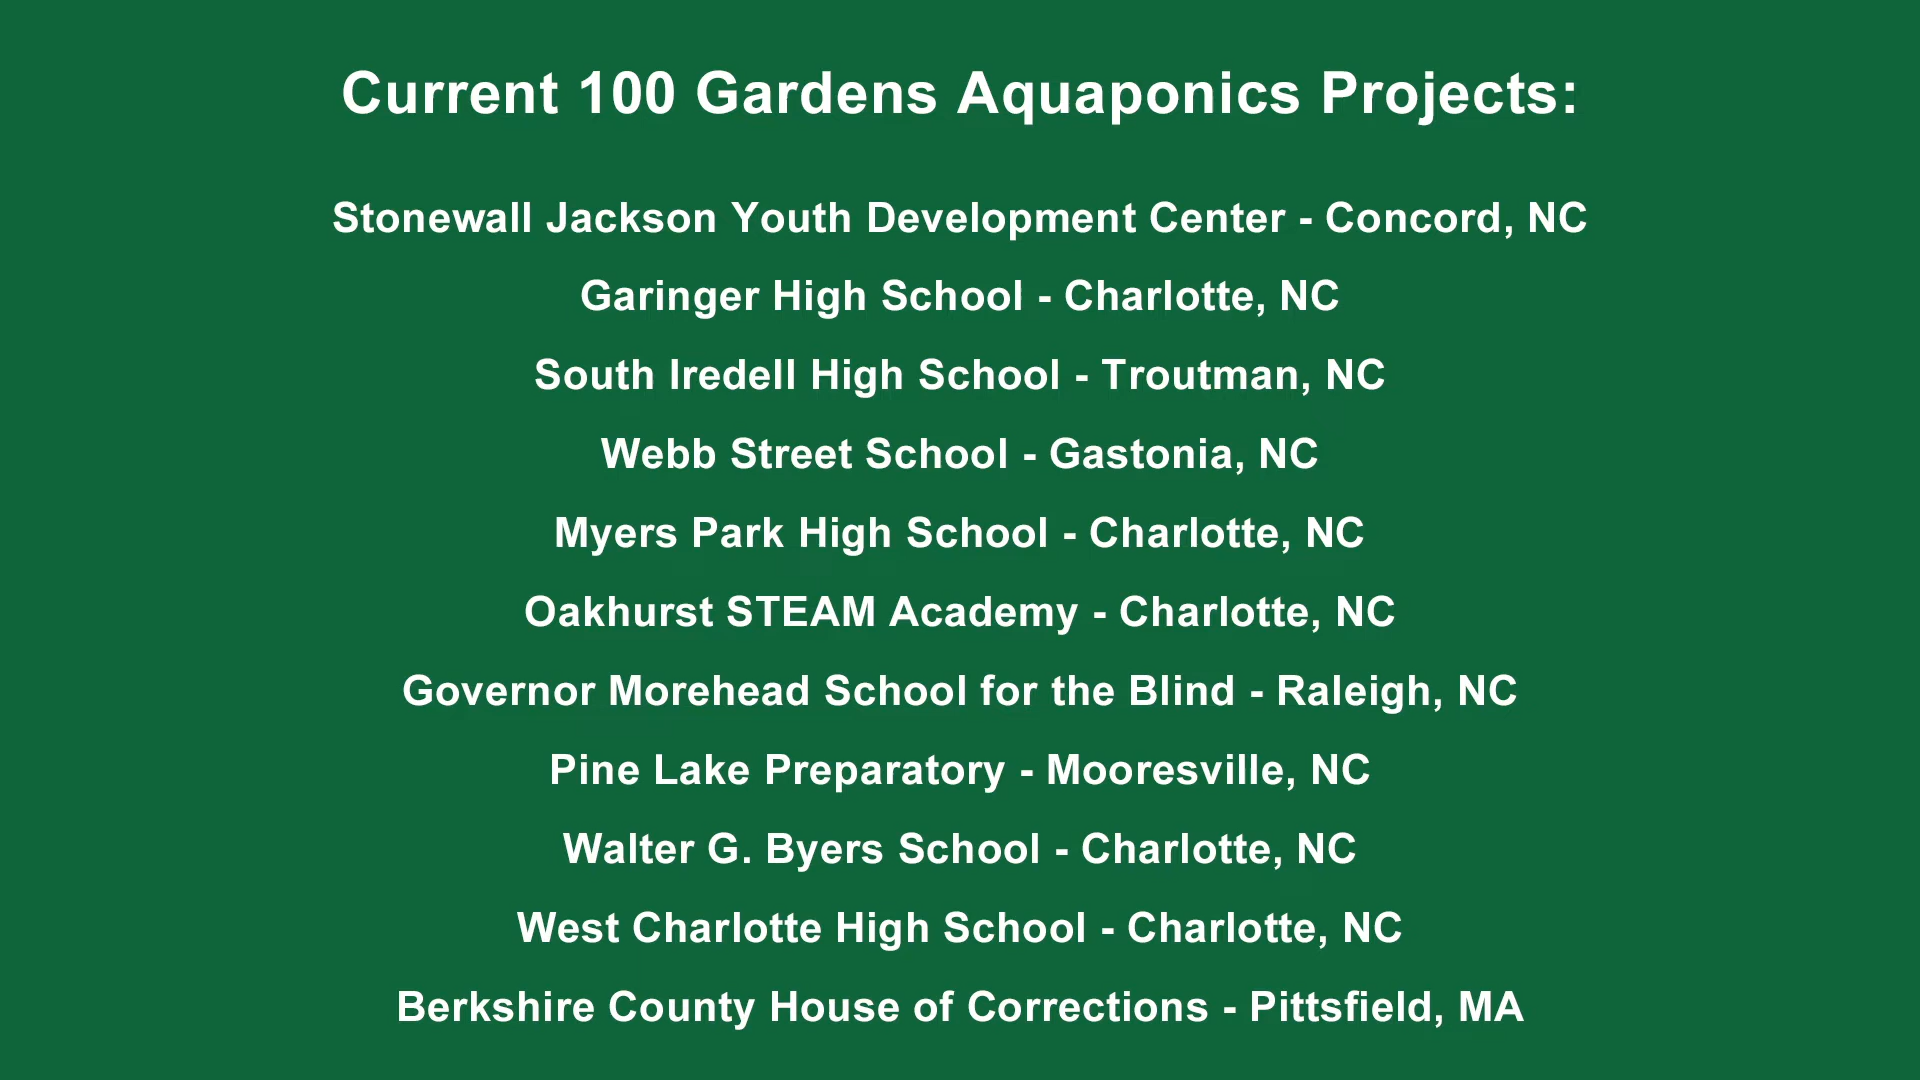 Current 100 Gardens Aquaponics Projects:
Stonewall Jackson Youth Development Center - Concord, NC
Garinger High School - Charlotte, NC
South Iredell High School - Troutman, NC
Webb Street School - Gastonia, NC
Myers Park High School - Charlotte, NC
Oakhurst STEAM Academy - Charlotte, NC
Governor Morehead School for the Blind - Raleigh, NC
Pine Lake Preparatory - Mooresville, NC
Walter G. Byers School - Charlotte, NC
West Charlotte High School - Charlotte, NC
Berkshire County House of Corrections - Pittsfield, MA